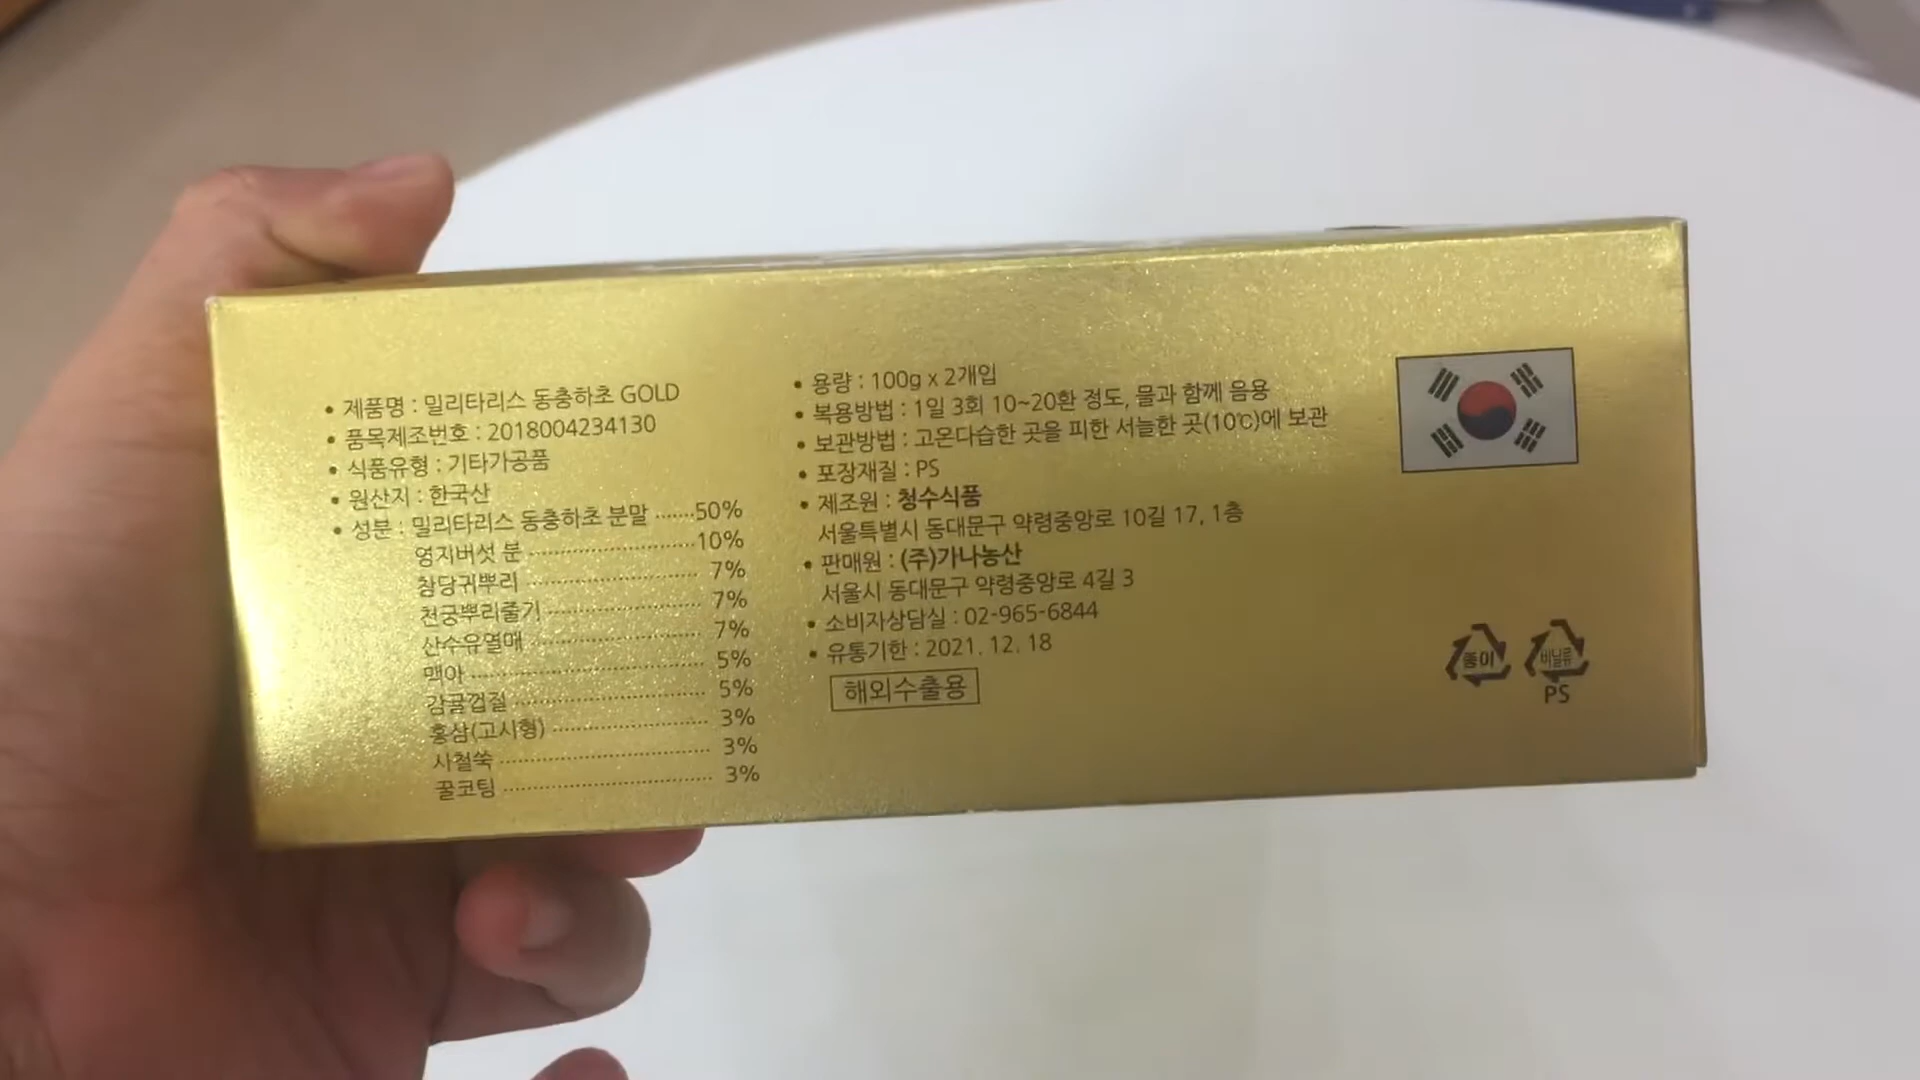 • 제품명 : 밀리타리스 동충하초 GOLD
• 품목제조번호 : 2018004234130
• 식품유형 : 기타가공품
• 원산지 : 한국산
• 성분 : 밀리타리스 동충하초 분말 ······· 50%
영지버섯 분 ······· 10%
참당귀뿌리 ······· 7%
천궁뿌리줄기 ······· 7%
산수유열매 ······· 7%
맥아 ······· 5%
감귤껍질 ······· 5%
홍삼(고시형) ······· 3%
사철쑥 ······· 3%
꿀코팅 ······· 3%
• 용량 : 100g x 2개입
• 복용방법 : 1일 3회 10~20환 정도, 물과 함께 음용
• 보관방법 : 고온다습한 곳을 피한 서늘한 곳(10℃)에 보관
• 포장재질 : PS
• 제조원 : 청수식품
서울특별시 동대문구 약령중앙로 10길 17, 1층
• 판매원 : (주)가나농산
서울시 동대문구 약령중앙로 4길 3
• 소비자상담실 : 02-965-6844
• 유통기한 : 2021. 12. 18
해외수출용
종이
비닐류
PS